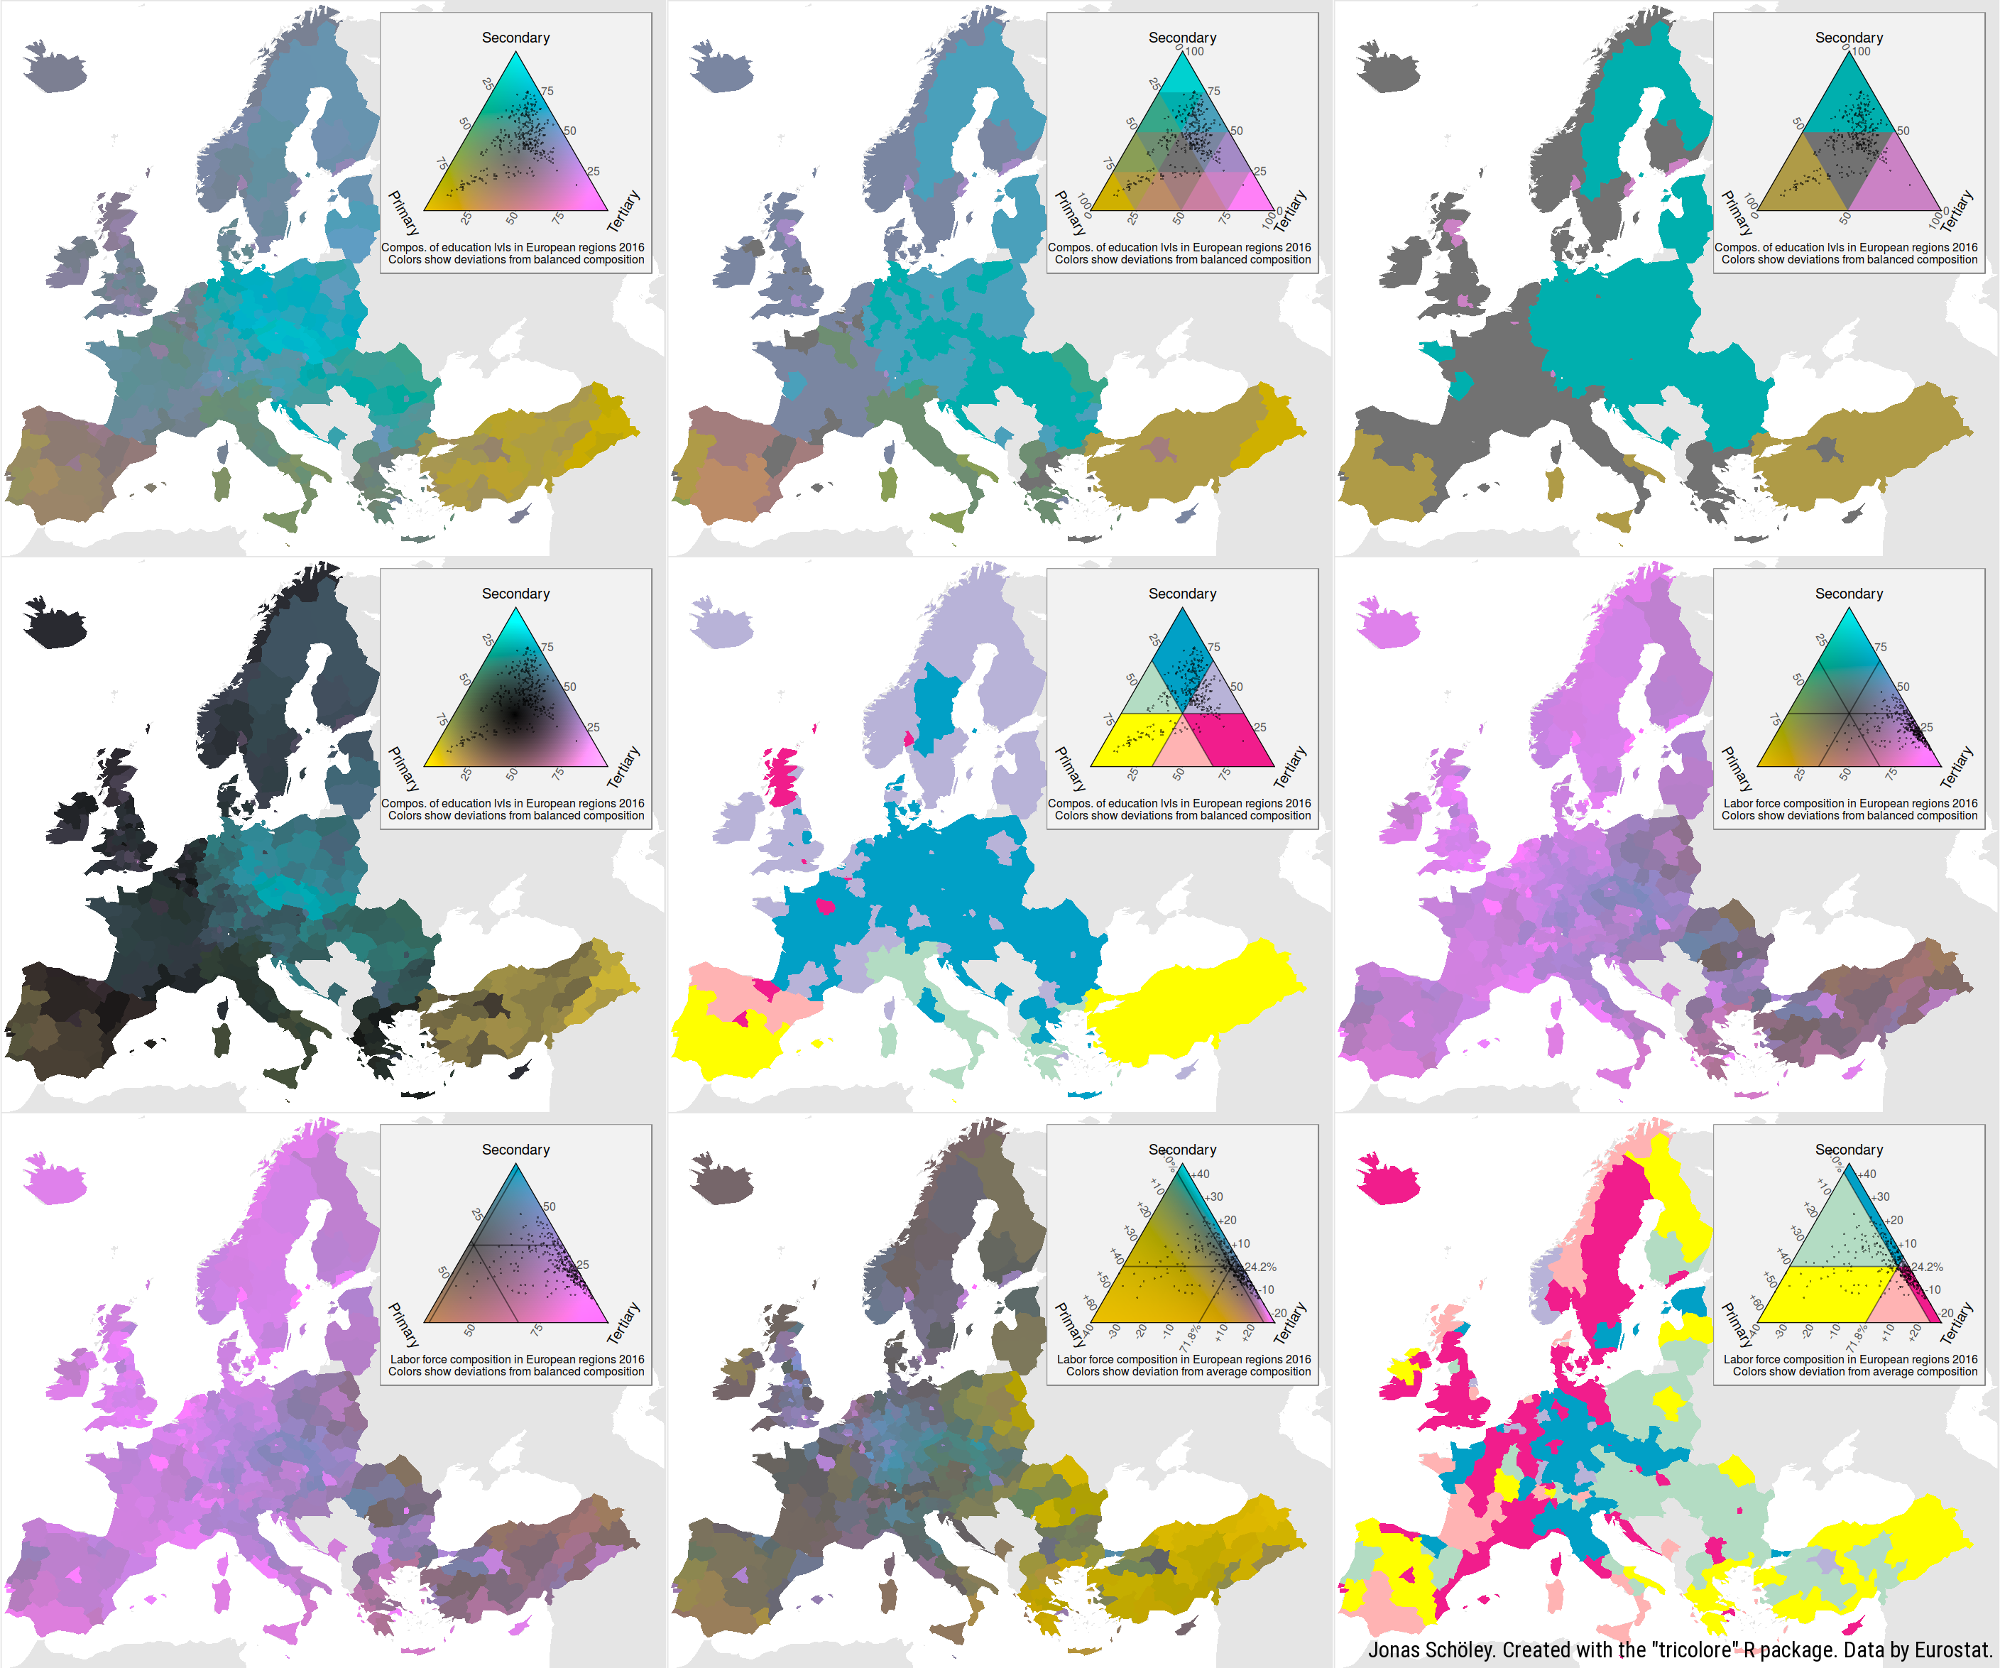 Secondary
25
75
50
50
75
25
Primary
25
50
75
Tertiary
Compos. of education lvls in European regions 2016
Colors show deviations from balanced composition
Secondary
0
100
25
75
50
50
75
25
100
0
Primary
0
25
50
75
100
Tertiary
Compos. of education lvls in European regions 2016
Colors show deviations from balanced composition
Secondary
0
100
50
50
100
0
Primary
0
50
100
Tertiary
Compos. of education lvls in European regions 2016
Colors show deviations from balanced composition
Secondary
25
75
50
50
75
25
Primary
25
50
75
Tertiary
Compos. of education lvls in European regions 2016
Colors show deviations from balanced composition
Secondary
25
75
50
50
75
25
Primary
25
50
75
Tertiary
Compos. of education lvls in European regions 2016
Colors show deviations from balanced composition
Secondary
25
75
50
50
75
25
Primary
25
50
75
Tertiary
Labor force composition in European regions 2016
Colors show deviations from balanced composition
Secondary
25
50
50
25
Primary
50
75
Tertiary
Labor force composition in European regions 2016
Colors show deviations from balanced composition
Secondary
+40
+10
+30
+20
+20
+30
+10
+40
24.2%
+50
-10
+60
-20
Primary
-40
-30
-20
-10
71.8%
+10
+20
Tertiary
Labor force composition in European regions 2016
Colors show deviation from average composition
Secondary
+40
+10
+30
+20
+20
+30
+10
+40
24.2%
+50
-10
+60
-20
Primary
-40
-30
-20
-10
71.8%
+10
+20
Tertiary
Labor force composition in European regions 2016
Colors show deviation from average composition
Jonas Schöley. Created with the "tricolore" R package. Data by Eurostat.